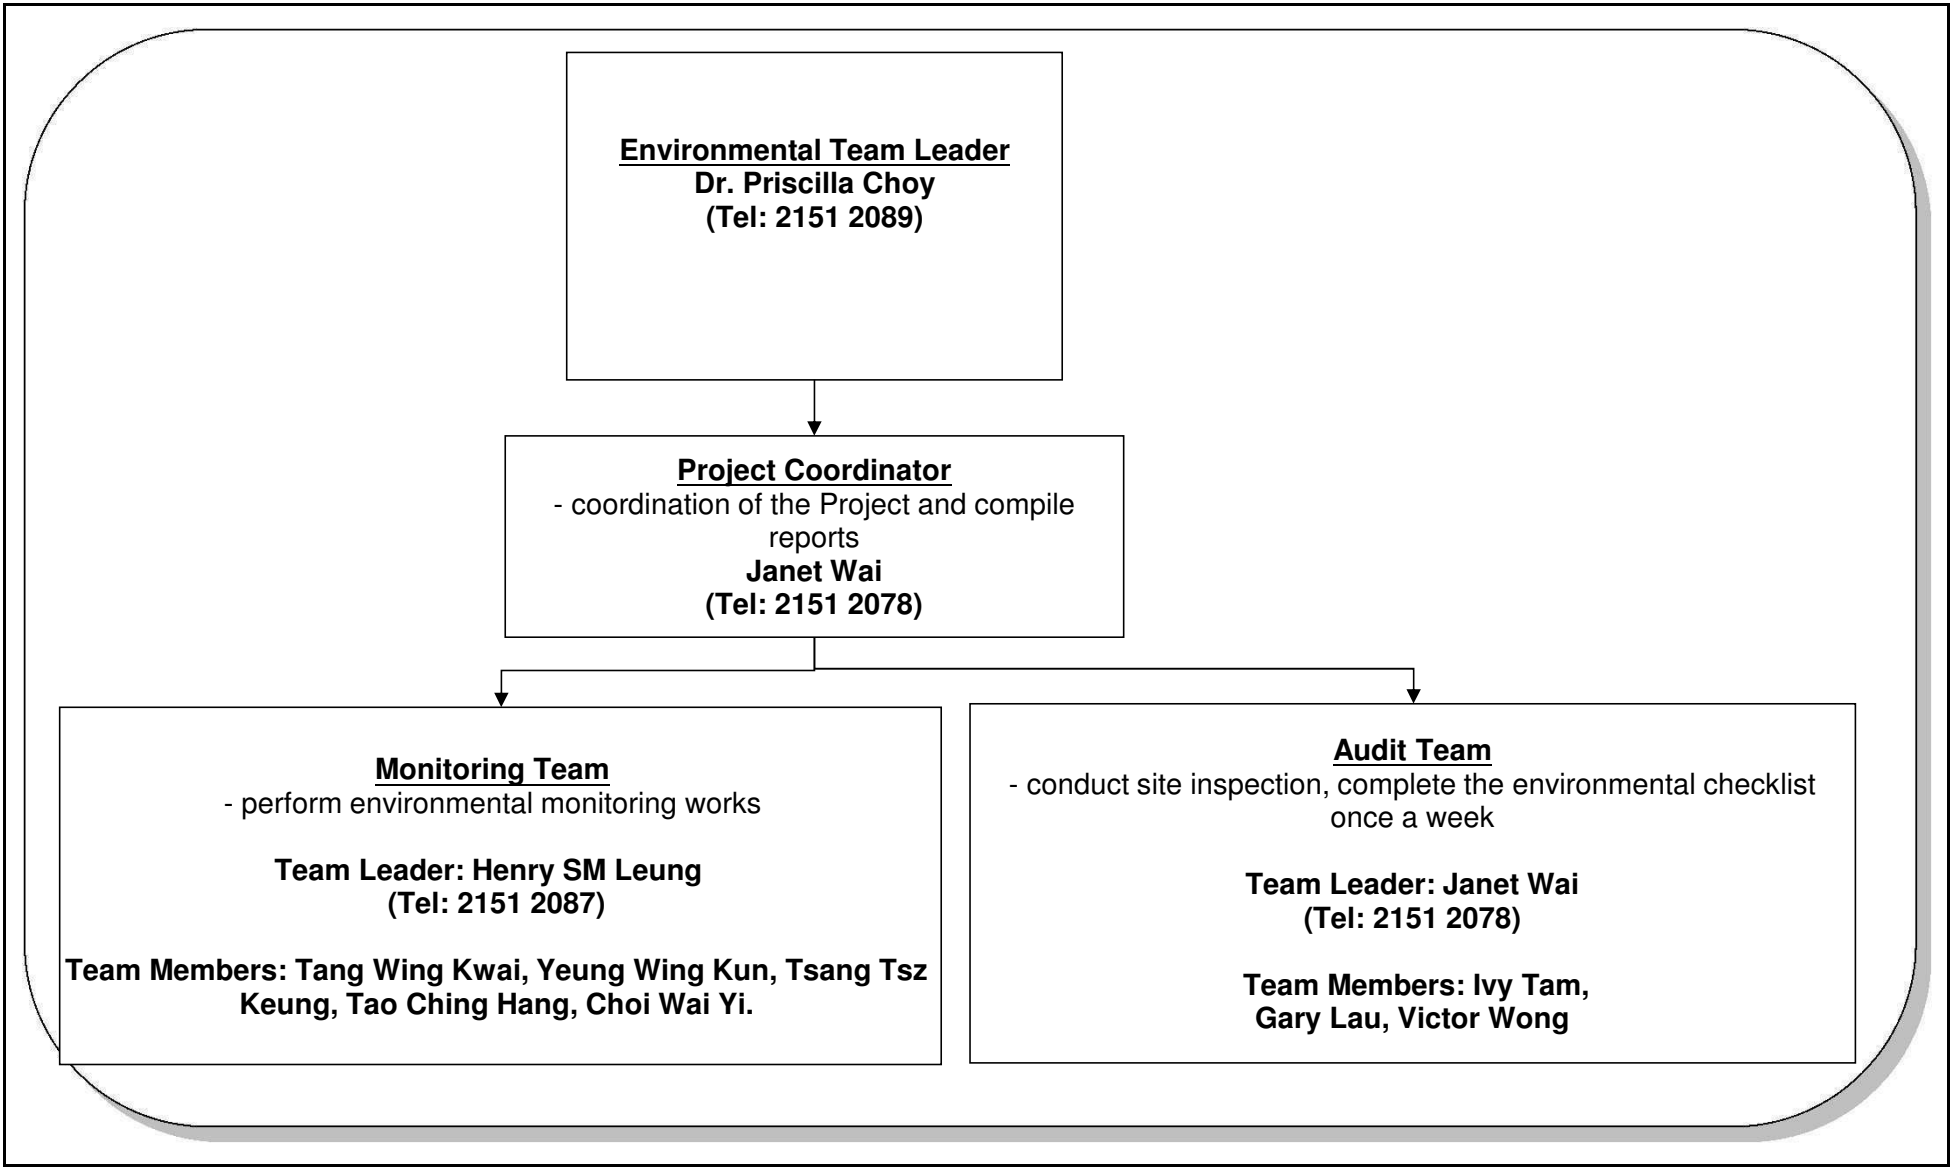 Environmental Team Leader
Dr. Priscilla Choy
(Tel: 2151 2089)
Project Coordinator
- coordination of the Project and compile
reports
Janet Wai
(Tel: 2151 2078)
Monitoring Team
- perform environmental monitoring works
Team Leader: Henry SM Leung
(Tel: 2151 2087)
Team Members: Tang Wing Kwai, Yeung Wing Kun, Tsang Tsz
Keung, Tao Ching Hang, Choi Wai Yi.
Audit Team
- conduct site inspection, complete the environmental checklist
once a week
Team Leader: Janet Wai
(Tel: 2151 2078)
Team Members: Ivy Tam,
Gary Lau, Victor Wong